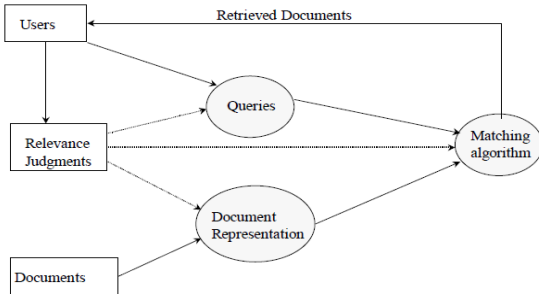 Users
Retrieved Documents
Queries
Relevance
Judgments
Matching
algorithm
Document
Representation
Documents